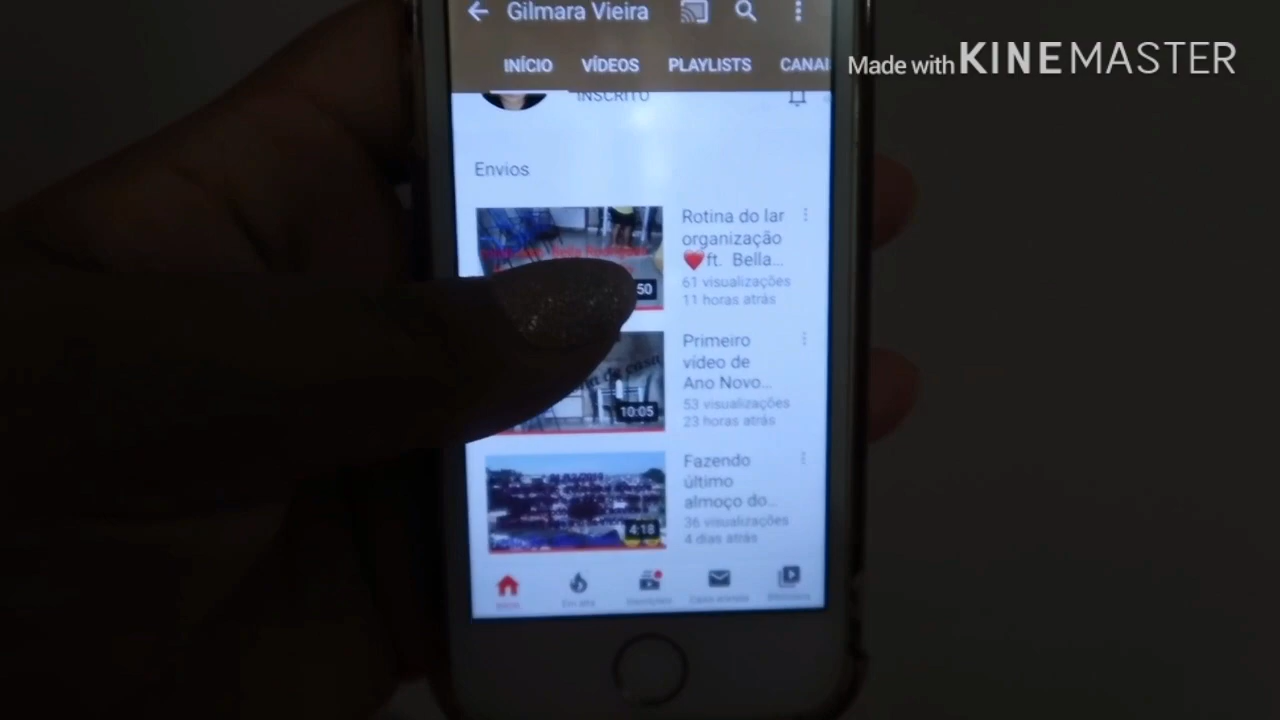 Gilmara Vieira
Made with KINEMASTER
INÍCIO VÍDEOS PLAYLISTS CANAI
INSCRITO
Envios
Rotina do lar
organização
❤️ft. Bella...
61 visualizações
11 horas atrás
50
Primeiro
vídeo de
Ano Novo...
53 visualizações
23 horas atrás
de casa
10:05
Fazendo
último
almoço do...
36 visualizações
4 dias atrás
4:18